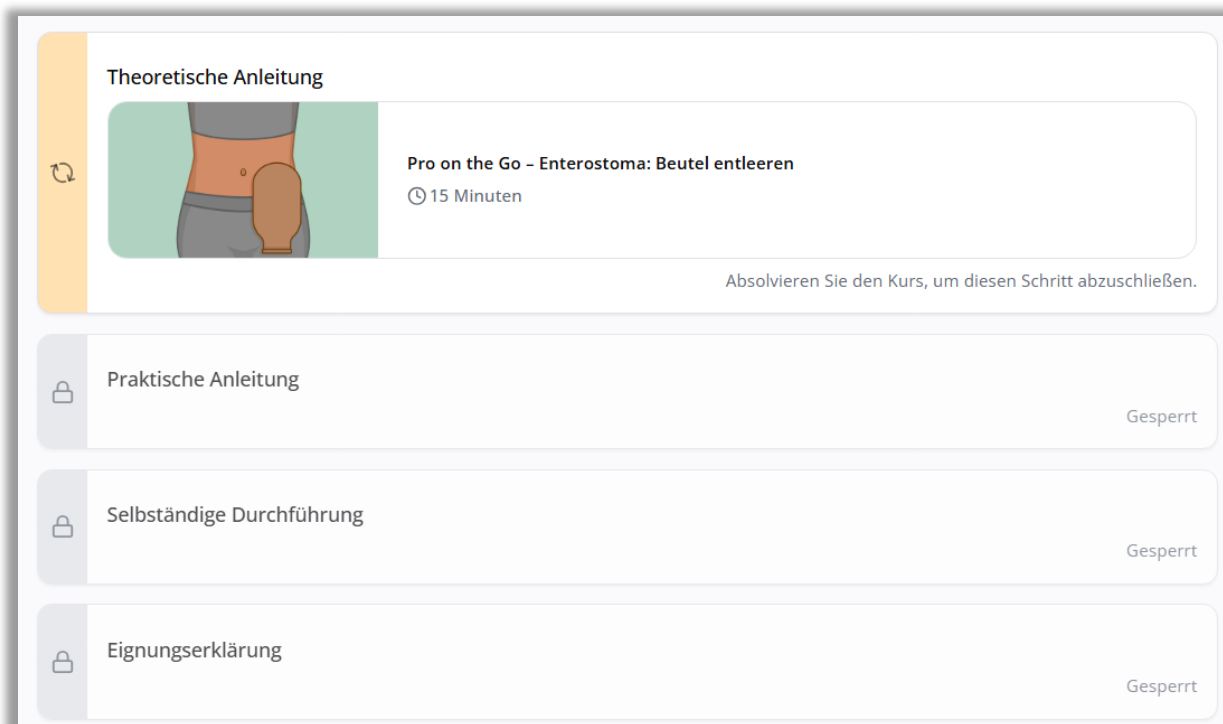 Theoretische Anleitung
Pro on the Go – Enterostoma: Beutel entleeren
15 Minuten
Absolvieren Sie den Kurs, um diesen Schritt abzuschließen.
Praktische Anleitung
Gesperrt
Selbständige Durchführung
Gesperrt
Eignungserklärung
Gesperrt